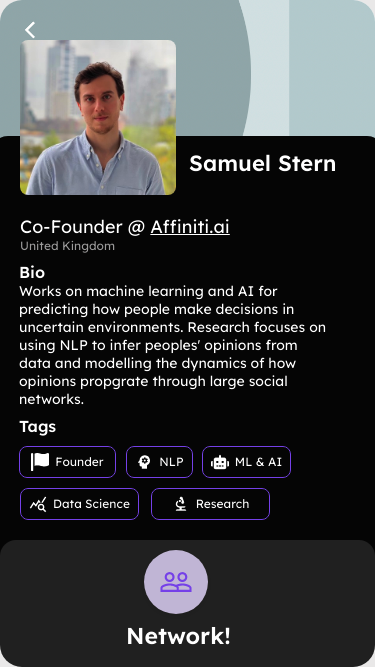 Samuel Stern
Co-Founder @ Affiniti.ai
United Kingdom
Bio
Works on machine learning and AI for
predicting how people make decisions in
uncertain environments. Research focuses on
using NLP to infer peoples' opinions from
data and modelling the dynamics of how
opinions propgrate through large social
networks.
Tags
Founder NLP ML & AI
Data Science Research
Network!